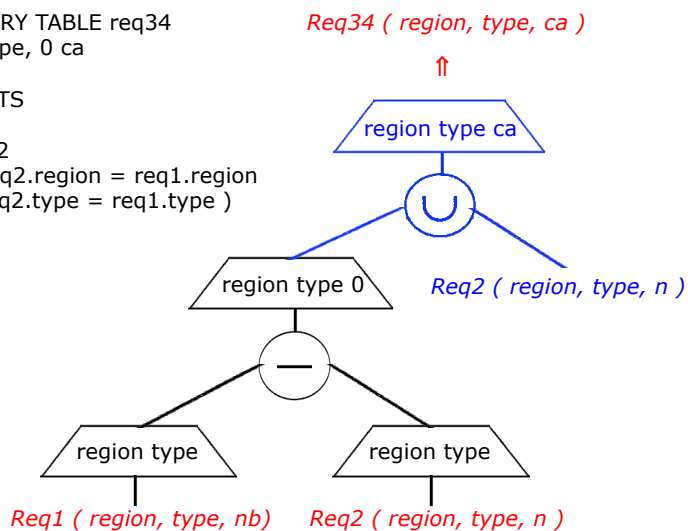 RY TABLE req34
pe, 0 ca
TS
2
q2.region = req1.region
q2.type = req1.type )
Req34 ( region, type, ca )
⇑
region type ca
∪
region type 0
Req2 ( region, type, n )
—
region type
region type
Req1 ( region, type, nb)
Req2 ( region, type, n )